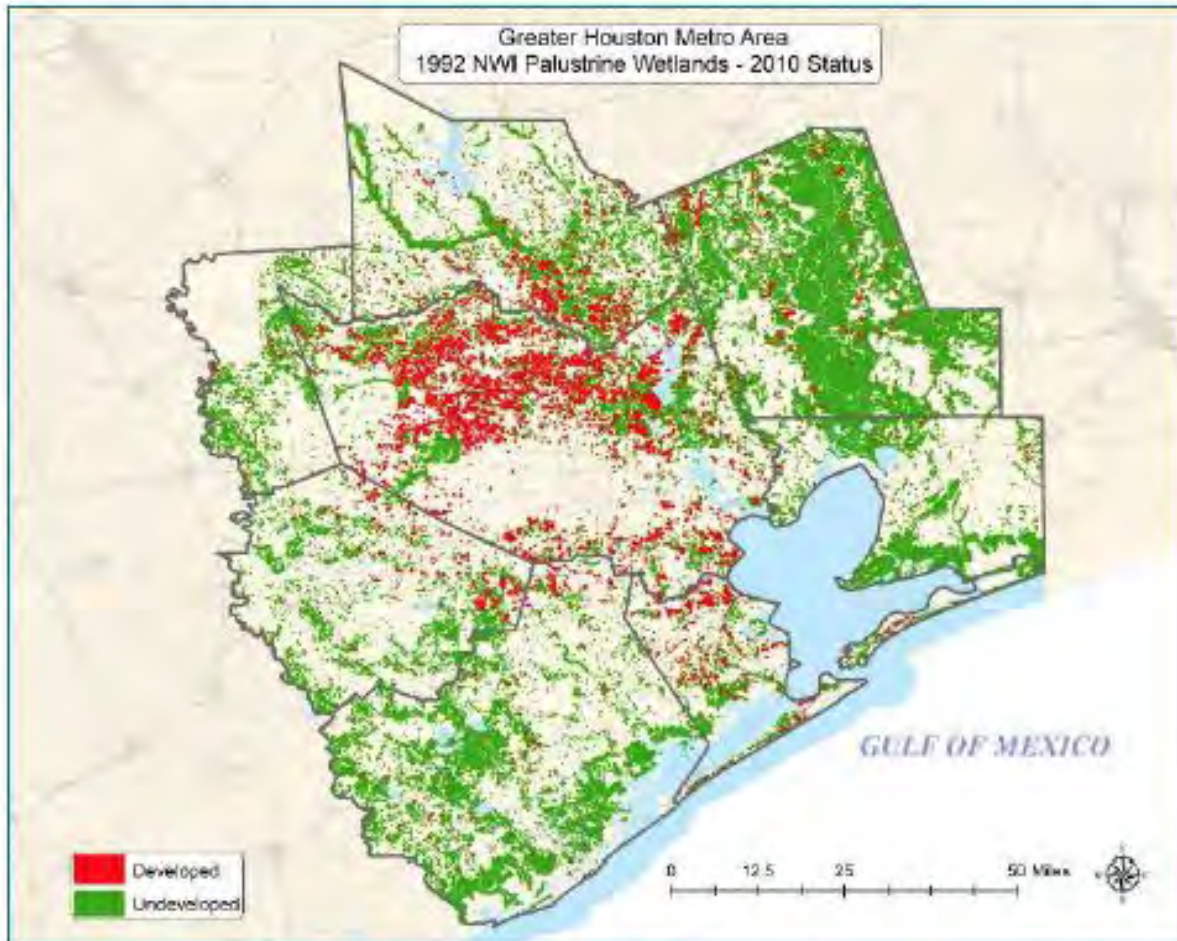 Greater Houston Metro Area
1992 NWI Palustrine Wetlands - 2010 Status
GULF OF MEXICO
Developed
Undeveloped
0 12.5 25 50 Miles